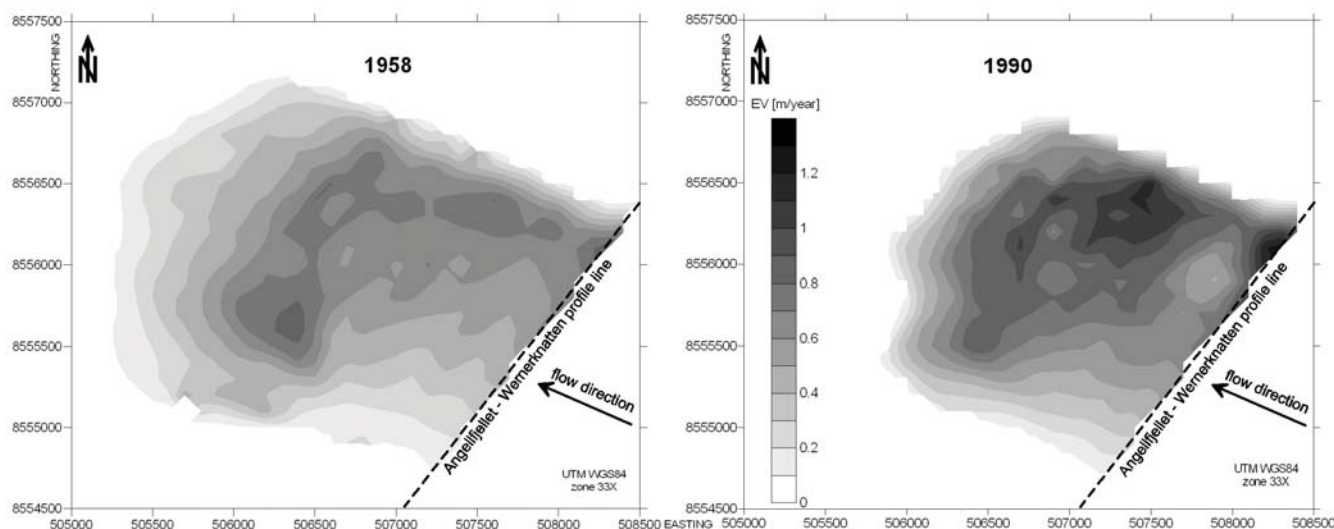 8557500
8557000
8556500
8556000
8555500
8555000
8554500
NORTHING
N
1958
Angellfjellet - Wernerknatten profile line
flow direction
UTM WGS84
zone 33X
505000 505500 506000 506500 507000 507500 508000 508500 EASTING
8557500
8557000
8556500
8556000
8555500
8555000
8554500
NORTHING
N
1990
EV [m/year]
1.2
1
0.8
0.6
0.4
0.2
0
Angellfjellet - Wernerknatten profile line
flow direction
UTM WGS84
zone 33X
505000 505500 506000 506500 507000 507500 508000 508500